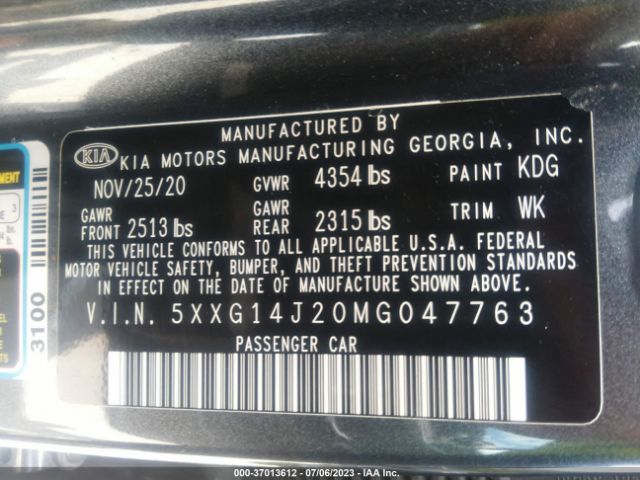 MANUFACTURED BY
KIA KIA MOTORS MANUFACTURING GEORGIA, INC.
NOV/25/20 GVWR 4354 lbs PAINT KDG
GAWR FRONT 2513 lbs GAWR REAR 2315 lbs TRIM WK
THIS VEHICLE CONFORMS TO ALL APPLICABLE U.S.A. FEDERAL
MOTOR VEHICLE SAFETY, BUMPER, AND THEFT PREVENTION STANDARDS
IN EFFECT ON THE DATE OF MANUFACTURE SHOWN ABOVE.
V.I.N. 5XXG14J20MG047763
PASSENGER CAR
3100
000-37013612 - 07/06/2023 - IAA Inc.